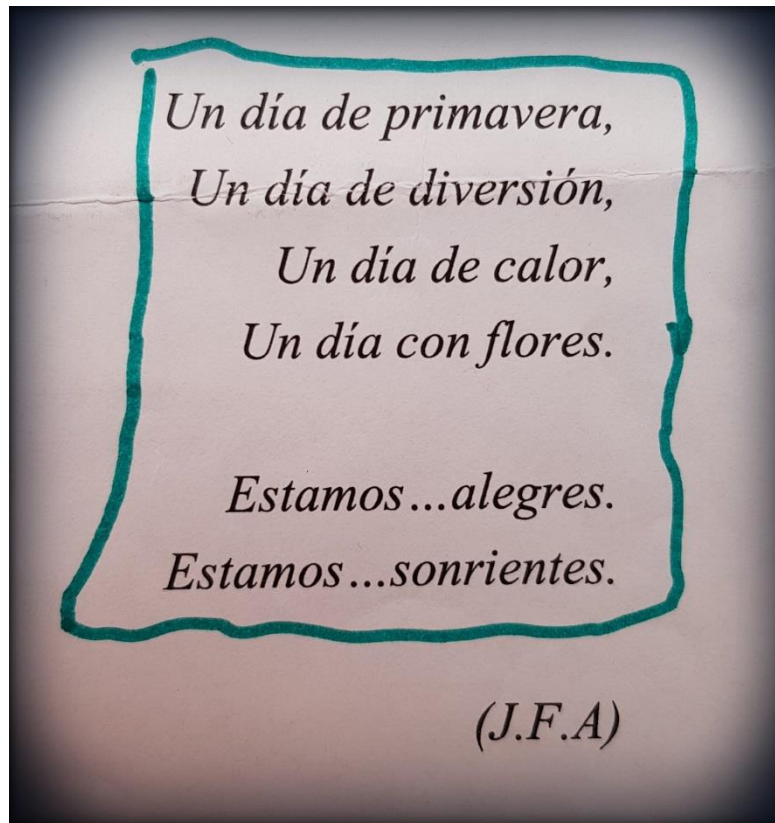 Un día de primavera,
Un día de diversión,
Un día de calor,
Un día con flores.
Estamos...alegres.
Estamos...sonrientes.
(J.F.A)